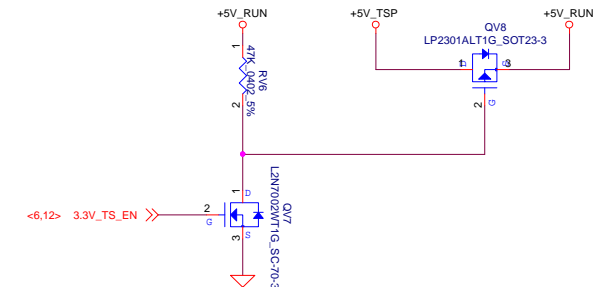 +5V_RUN
+5V_TSP
+5V_RUN
QV8
LP2301ALT1G_SOT23-3
1
D
3
2
G
1
47K_0402_5%
RV6
2
1
D
<6,12> 3.3V_TS_EN
2
G
3
S
QV7
L2N7002WT1G_SC-70-3